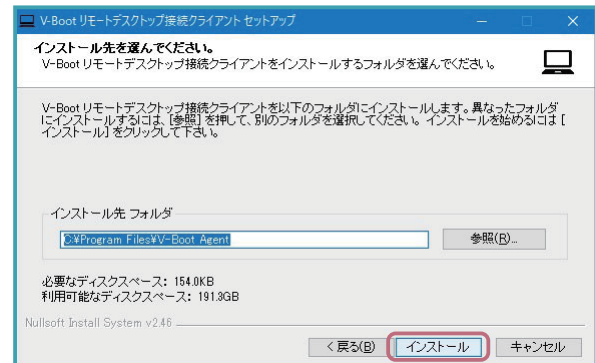 V-Boot リモートデスクトップ接続クライアント セットアップ
インストール先を選んでください。
V-Boot リモートデスクトップ接続クライアントをインストールするフォルダを選んでください。
V-Boot リモートデスクトップ接続クライアントを以下のフォルダにインストールします。異なったフォルダ
にインストールするには、[参照] を押して、別のフォルダを選択してください。 インストールを始めるには [
インストール] をクリックして下さい。
インストール先 フォルダ
C:¥Program Files¥V-Boot Agent
参照(R)...
必要なディスクスペース: 154.0KB
利用可能なディスクスペース: 191.3GB
Nullsoft Install System v2.46
< 戻る(B)
インストール
キャンセル